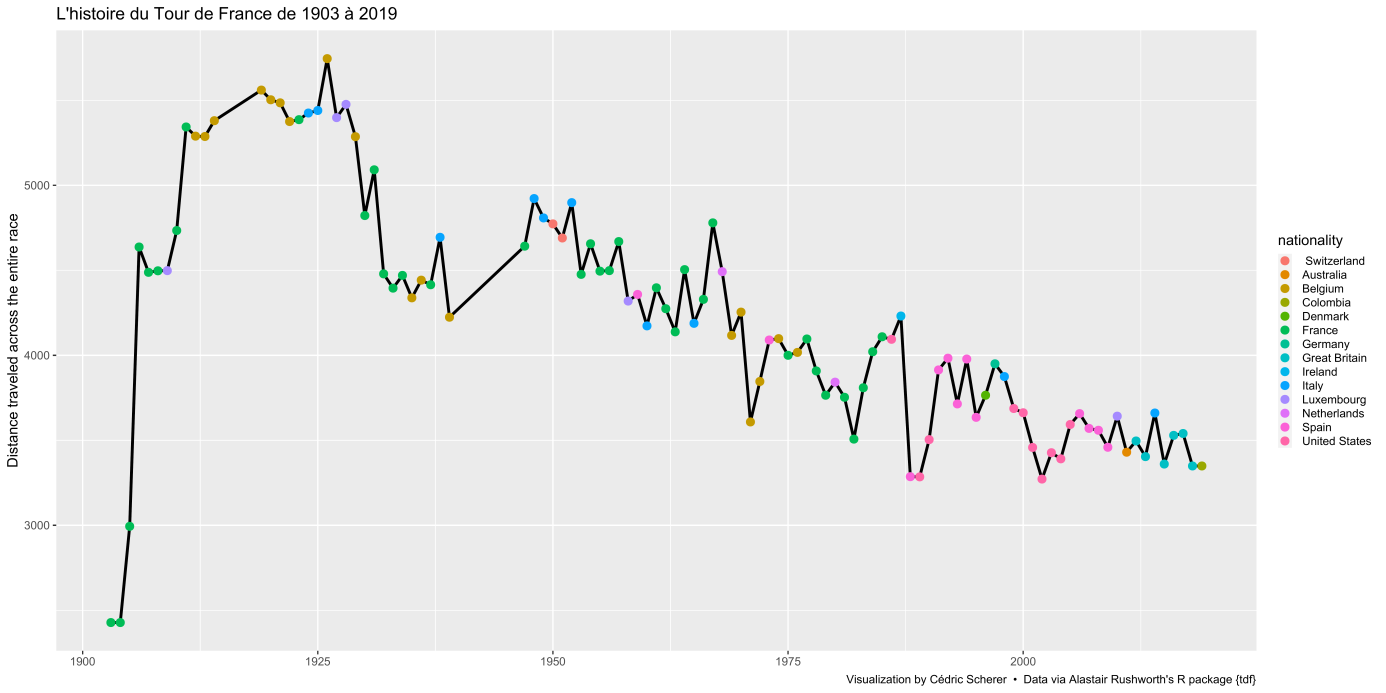 L'histoire du Tour de France de 1903 à 2019
Distance traveled across the entire race
5000
4000
3000
1900
1925
1950
1975
2000
nationality
Switzerland
Australia
Belgium
Colombia
Denmark
France
Germany
Great Britain
Ireland
Italy
Luxembourg
Netherlands
Spain
United States
Visualization by Cédric Scherer • Data via Alastair Rushworth's R package {tdf}